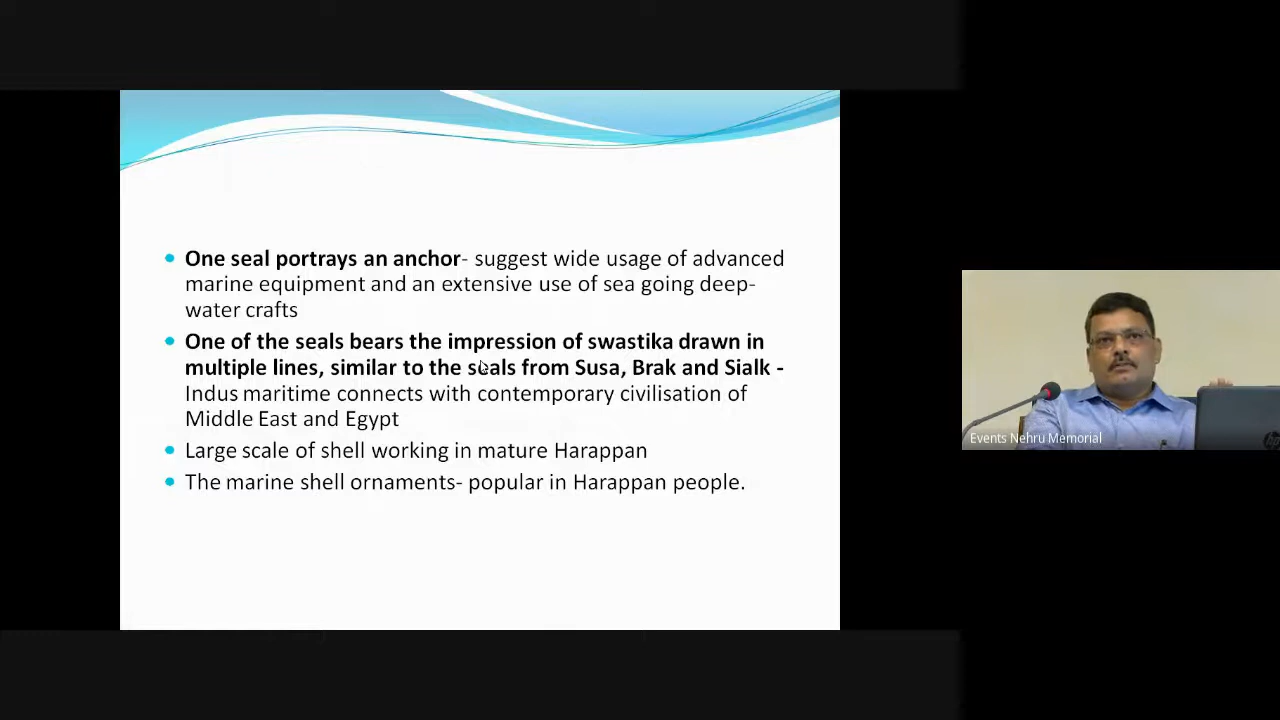 One seal portrays an anchor- suggest wide usage of advanced
marine equipment and an extensive use of sea going deep-
water crafts
One of the seals bears the impression of swastika drawn in
multiple lines, similar to the seals from Susa, Brak and Sialk -
Indus maritime connects with contemporary civilisation of
Middle East and Egypt
Large scale of shell working in mature Harappan
The marine shell ornaments- popular in Harappan people.
Events Nehru Memorial
hp